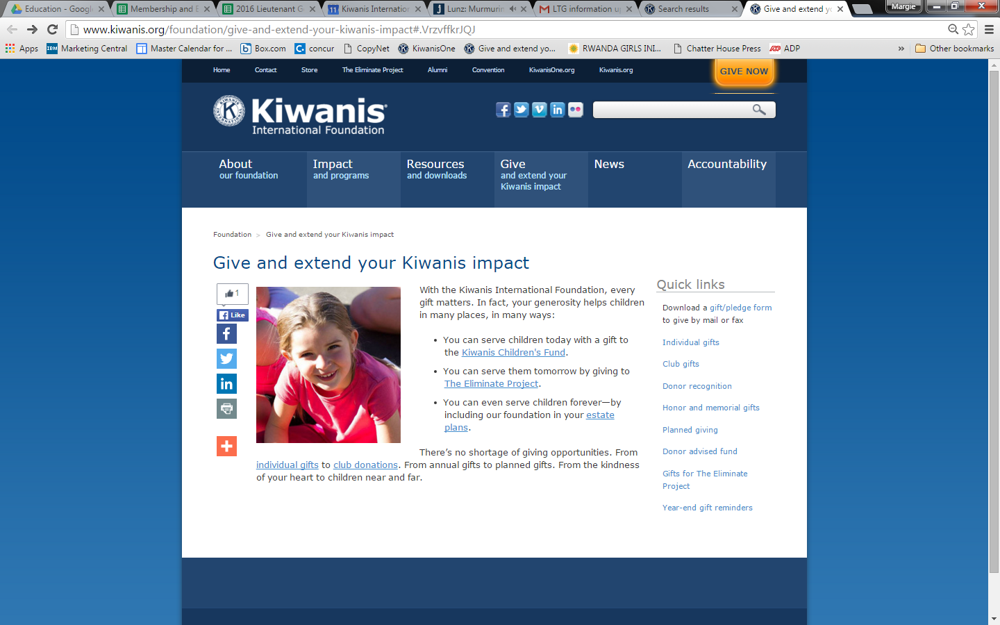 Education - Googl
Membership and E
2016 Lieutenant G
11 Kiwanis Internation
Lunz: Murmurin
LTG information u
Search results
Give and extend y
Margie
www.kiwanis.org/foundation/give-and-extend-your-kiwanis-impact#.VrzvffkrJQJ
Apps
IBM Marketing Central
Master Calendar for ...
Box.com
concur
CopyNet
KiwanisOne
Give and extend yo...
RWANDA GIRLS INI...
Chatter House Press
ADP
»
Other bookmarks
Home
Contact
Store
The Eliminate Project
Alumni
Convention
KiwanisOne.org
Kiwanis.org
GIVE NOW
Kiwanis®
International Foundation
About
our foundation
Impact
and programs
Resources
and downloads
Give
and extend your
Kiwanis impact
News
Accountability
Foundation > Give and extend your Kiwanis impact
Give and extend your Kiwanis impact
1
Like
With the Kiwanis International Foundation, every
gift matters. In fact, your generosity helps children
in many places, in many ways:
• You can serve children today with a gift to
the Kiwanis Children's Fund.
• You can serve them tomorrow by giving to
The Eliminate Project.
• You can even serve children forever—by
including our foundation in your estate
plans.
There’s no shortage of giving opportunities. From
individual gifts to club donations. From annual gifts to planned gifts. From the kindness
of your heart to children near and far.
Quick links
Download a gift/pledge form
to give by mail or fax
Individual gifts
Club gifts
Donor recognition
Honor and memorial gifts
Planned giving
Donor advised fund
Gifts for The Eliminate
Project
Year-end gift reminders